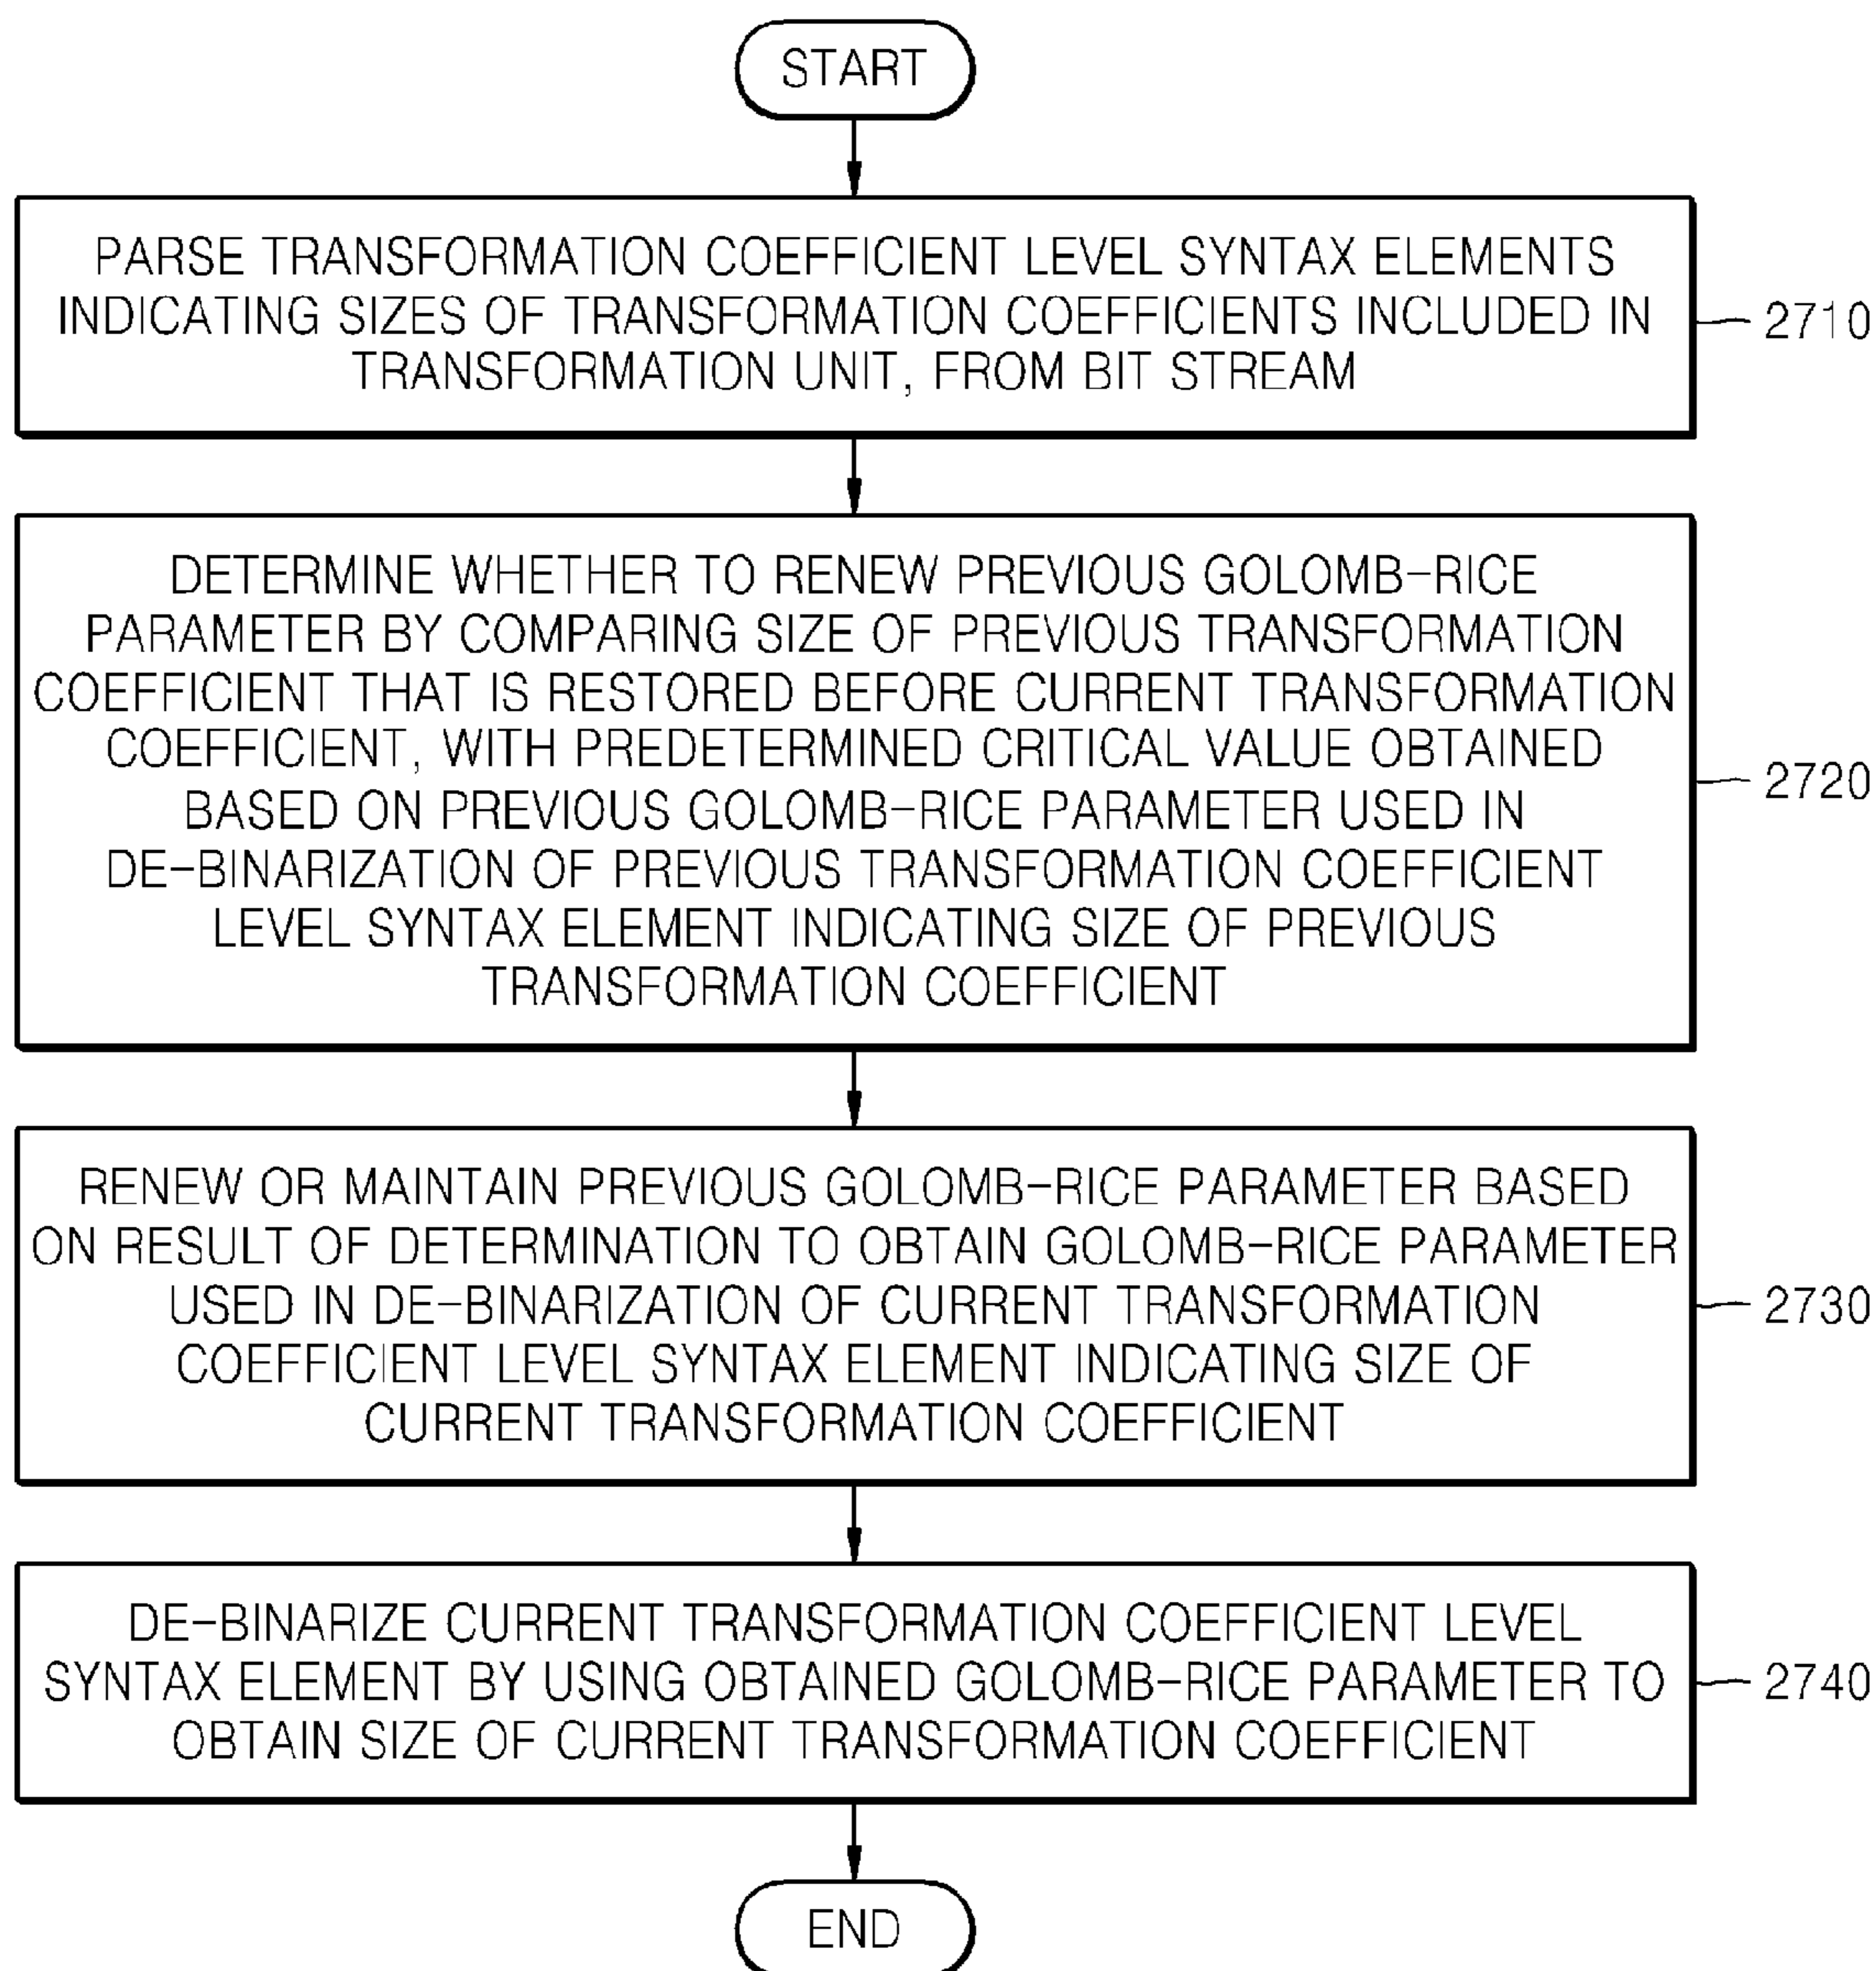 START
PARSE TRANSFORMATION COEFFICIENT LEVEL SYNTAX ELEMENTS
INDICATING SIZES OF TRANSFORMATION COEFFICIENTS INCLUDED IN
TRANSFORMATION UNIT, FROM BIT STREAM
2710
DETERMINE WHETHER TO RENEW PREVIOUS GOLOMB-RICE
PARAMETER BY COMPARING SIZE OF PREVIOUS TRANSFORMATION
COEFFICIENT THAT IS RESTORED BEFORE CURRENT TRANSFORMATION
COEFFICIENT, WITH PREDETERMINED CRITICAL VALUE OBTAINED
BASED ON PREVIOUS GOLOMB-RICE PARAMETER USED IN
DE-BINARIZATION OF PREVIOUS TRANSFORMATION COEFFICIENT
LEVEL SYNTAX ELEMENT INDICATING SIZE OF PREVIOUS
TRANSFORMATION COEFFICIENT
2720
RENEW OR MAINTAIN PREVIOUS GOLOMB-RICE PARAMETER BASED
ON RESULT OF DETERMINATION TO OBTAIN GOLOMB-RICE PARAMETER
USED IN DE-BINARIZATION OF CURRENT TRANSFORMATION
COEFFICIENT LEVEL SYNTAX ELEMENT INDICATING SIZE OF
CURRENT TRANSFORMATION COEFFICIENT
2730
DE-BINARIZE CURRENT TRANSFORMATION COEFFICIENT LEVEL
SYNTAX ELEMENT BY USING OBTAINED GOLOMB-RICE PARAMETER TO
OBTAIN SIZE OF CURRENT TRANSFORMATION COEFFICIENT
2740
END